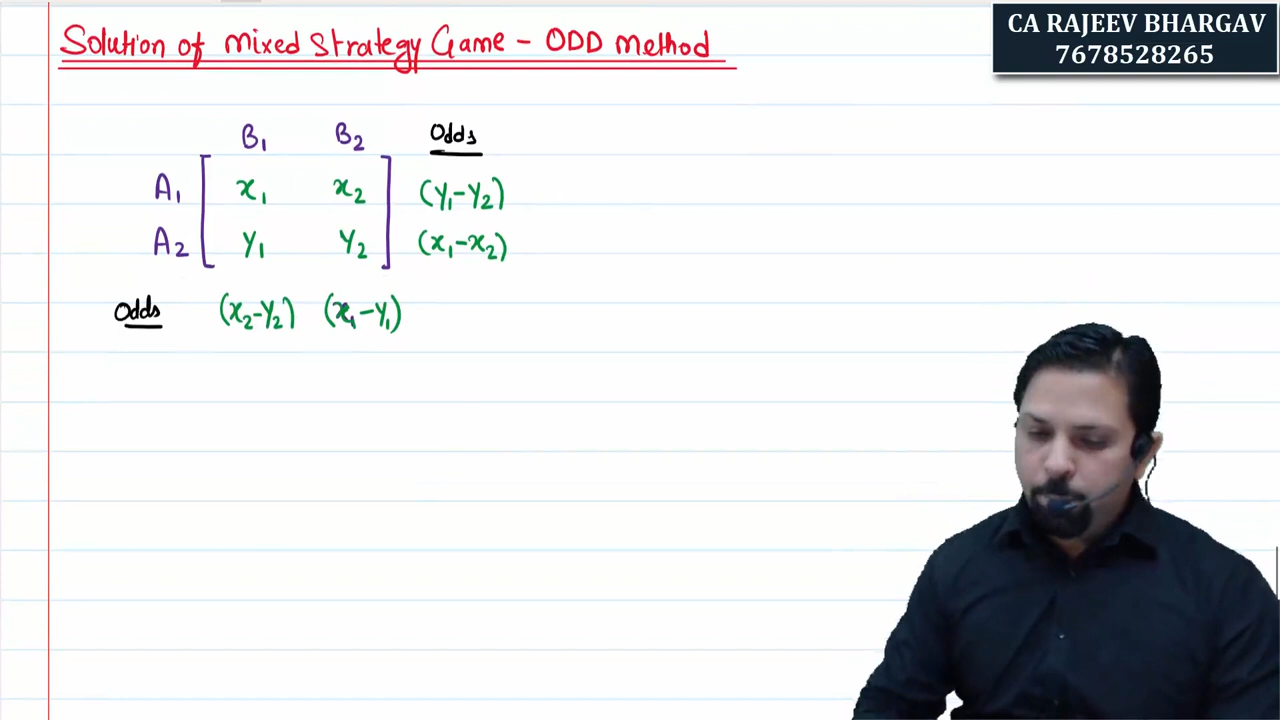 Solution of Mixed Strategy Game - ODD Method
CA RAJEEV BHARGAV
7678528265
B₁ B₂ Odds
A₁ x₁ x₂ (y₁-y₂)
A₂ y₁ y₂ (x₁-x₂)
Odds (x₂-y₂) (x₁-y₁)